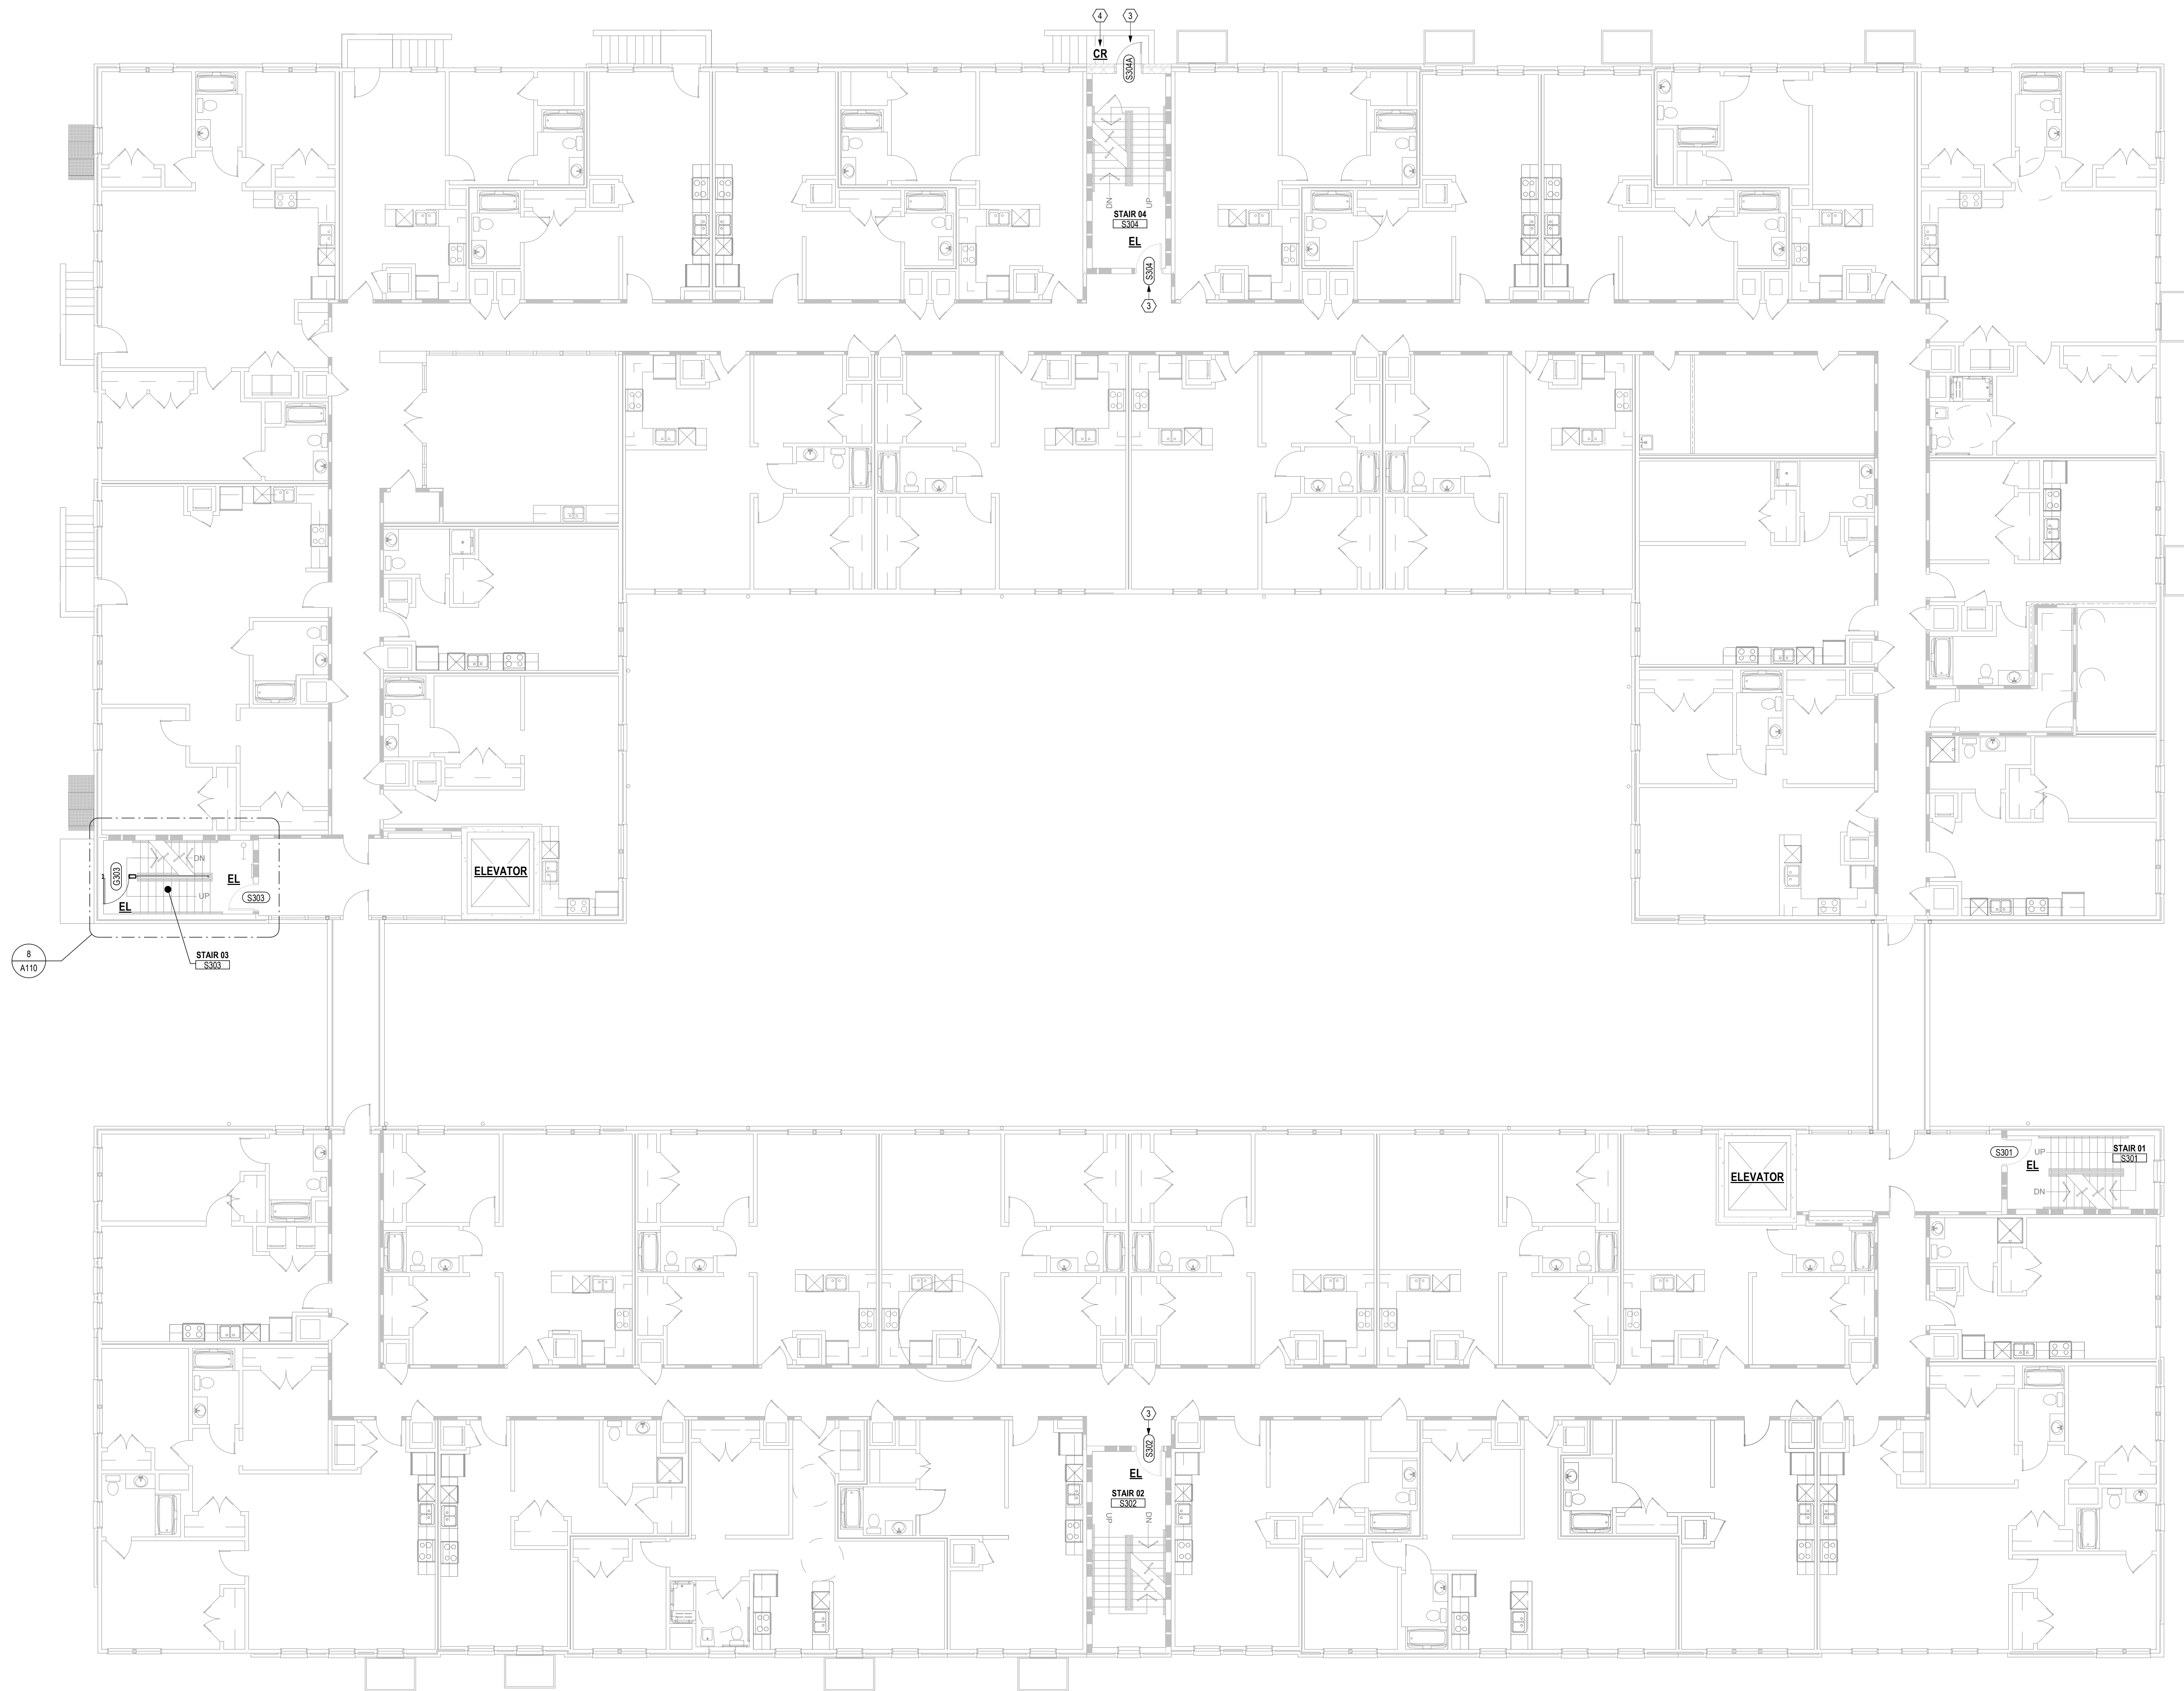 4
3
CR
S304A
DN
UP
STAIR 04
S304
EL
S304
3
ELEVATOR
G303
DN
EL
S303
UP
EL
8
A110
STAIR 03
S303
ELEVATOR
S301
UP
EL
STAIR 01
S301
DN
3
S302
EL
STAIR 02
S302
UP
DN